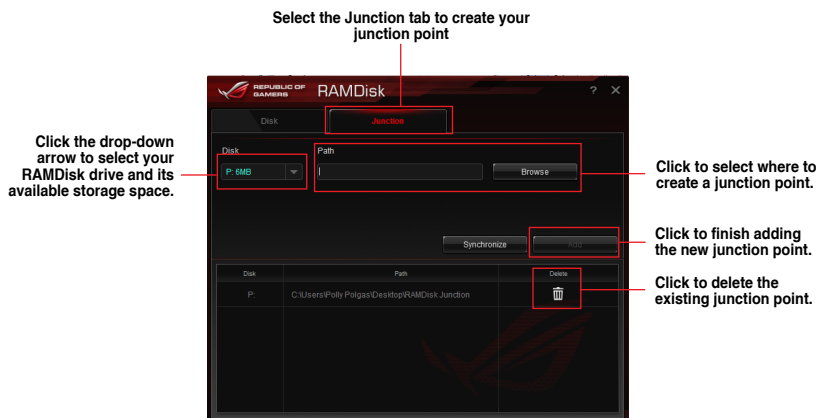 Select the Junction tab to create your
junction point
REPUBLIC OF
GAMERS
RAMDisk
?
Disk
Junction
Click the drop-down
arrow to select your
RAMDisk drive and its
available storage space.
Disk
Path
P: 6MB
Browse
Click to select where to
create a junction point.
Synchronize
Add
Click to finish adding
the new junction point.
Disk
Path
Delete
P:
C:\Users\Polly Polgas\Desktop\RAMDisk Junction
Click to delete the
existing junction point.